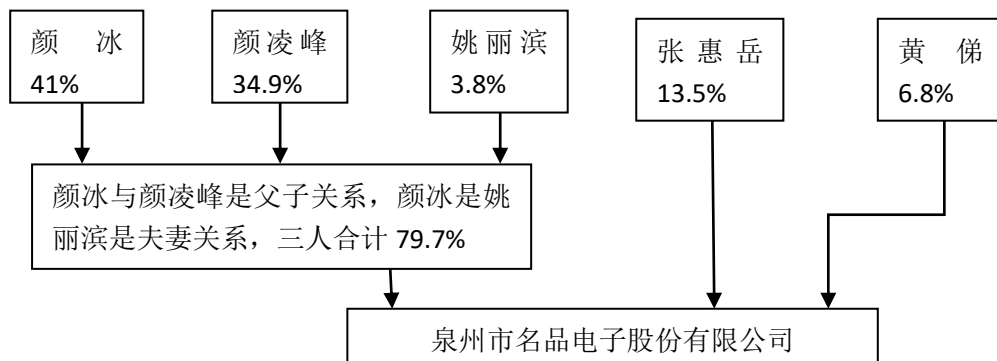 颜 冰
41%
颜凌峰
34.9%
姚丽滨
3.8%
张惠岳
13.5%
黄 俤
6.8%
颜冰与颜凌峰是父子关系，颜冰是姚
丽滨是夫妻关系，三人合计 79.7%
泉州市名品电子股份有限公司